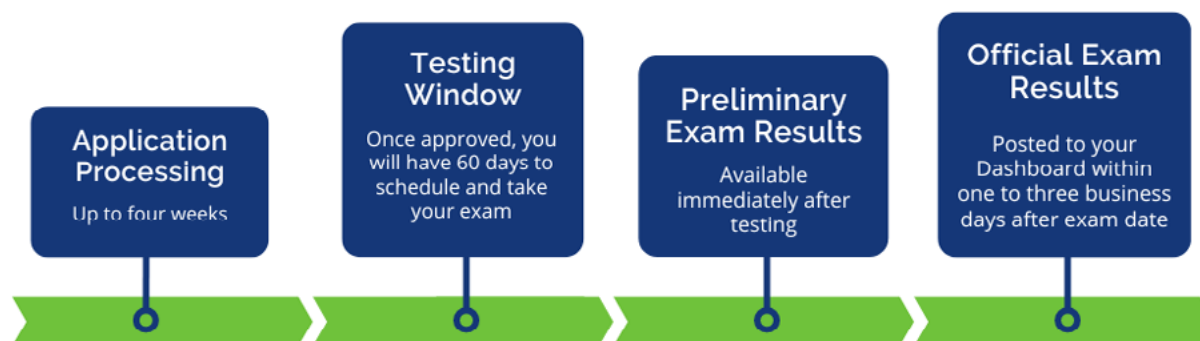 Application
Processing
Up to four weeks
Testing
Window
Once approved, you
will have 60 days to
schedule and take
your exam
Preliminary
Exam Results
Available
immediately after
testing
Official Exam
Results
Posted to your
Dashboard within
one to three business
days after exam date